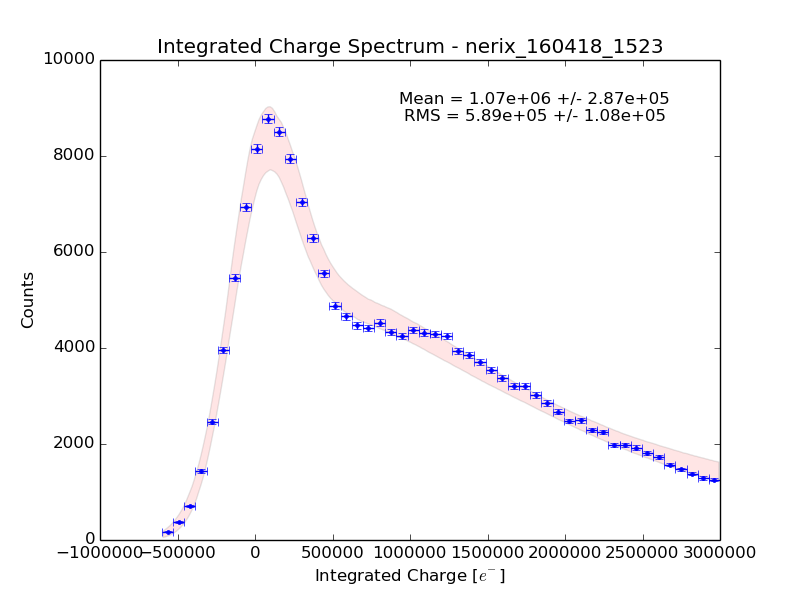 Integrated Charge Spectrum - nerix_160418_1523
10000
Mean = 1.07e+06 +/- 2.87e+05
RMS = 5.89e+05 +/- 1.08e+05
8000
6000
Counts
4000
2000
0
−1000000 −500000 0 500000 1000000 1500000 2000000 2500000 3000000
Integrated Charge [e⁻]